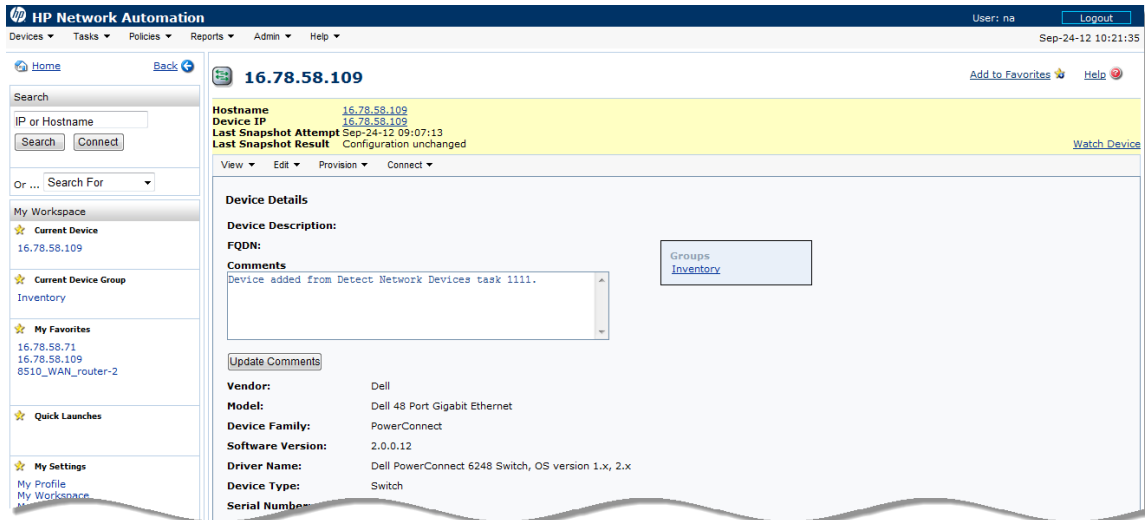 HP Network Automation
User: na
Logout
Devices Tasks Policies Reports Admin Help
Sep-24-12 10:21:35
Home
Back
Search
IP or Hostname
Search
Connect
Or ... Search For
My Workspace
Current Device
16.78.58.109
Current Device Group
Inventory
My Favorites
16.78.58.71
16.78.58.109
8510_WAN_router-2
Quick Launches
My Settings
My Profile
My Workspace
16.78.58.109
Add to Favorites
Help
Hostname 16.78.58.109
Device IP 16.78.58.109
Last Snapshot Attempt Sep-24-12 09:07:13
Last Snapshot Result Configuration unchanged
Watch Device
View Edit Provision Connect
Device Details
Device Description:
FQDN:
Comments
Device added from Detect Network Devices task 1111.
Groups
Inventory
Update Comments
Vendor: Dell
Model: Dell 48 Port Gigabit Ethernet
Device Family: PowerConnect
Software Version: 2.0.0.12
Driver Name: Dell PowerConnect 6248 Switch, OS version 1.x, 2.x
Device Type: Switch
Serial Number: